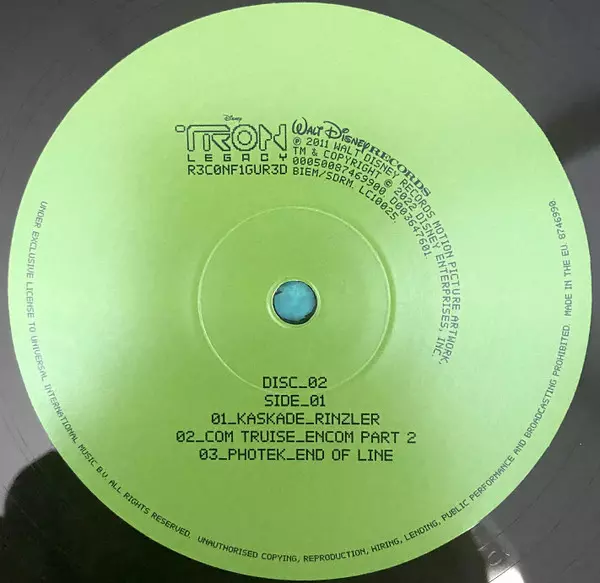 Disney
TRON
LEGACY
R3C0NF1GUR3D
WALT DISNEY RECORDS
℗ 2011 WALT DISNEY RECORDS MOTION PICTURE ARTWORK,
TM & COPYRIGHT © 2022 DISNEY ENTERPRISES, INC.
00050087469900. D003647601
BIEM/SDRM. LC10025.
DISC_02
SIDE_01
01_KASKADE_RINZLER
02_COM TRUISE_ENCOM PART 2
03_PHOTEK_END OF LINE
UNDER EXCLUSIVE LICENSE TO UNIVERSAL INTERNATIONAL MUSIC B.V. ALL RIGHTS RESERVED. UNAUTHORISED COPYING, REPRODUCTION, HIRING, LENDING, PUBLIC PERFORMANCE AND BROADCASTING PROHIBITED. MADE IN THE EU. 8746990